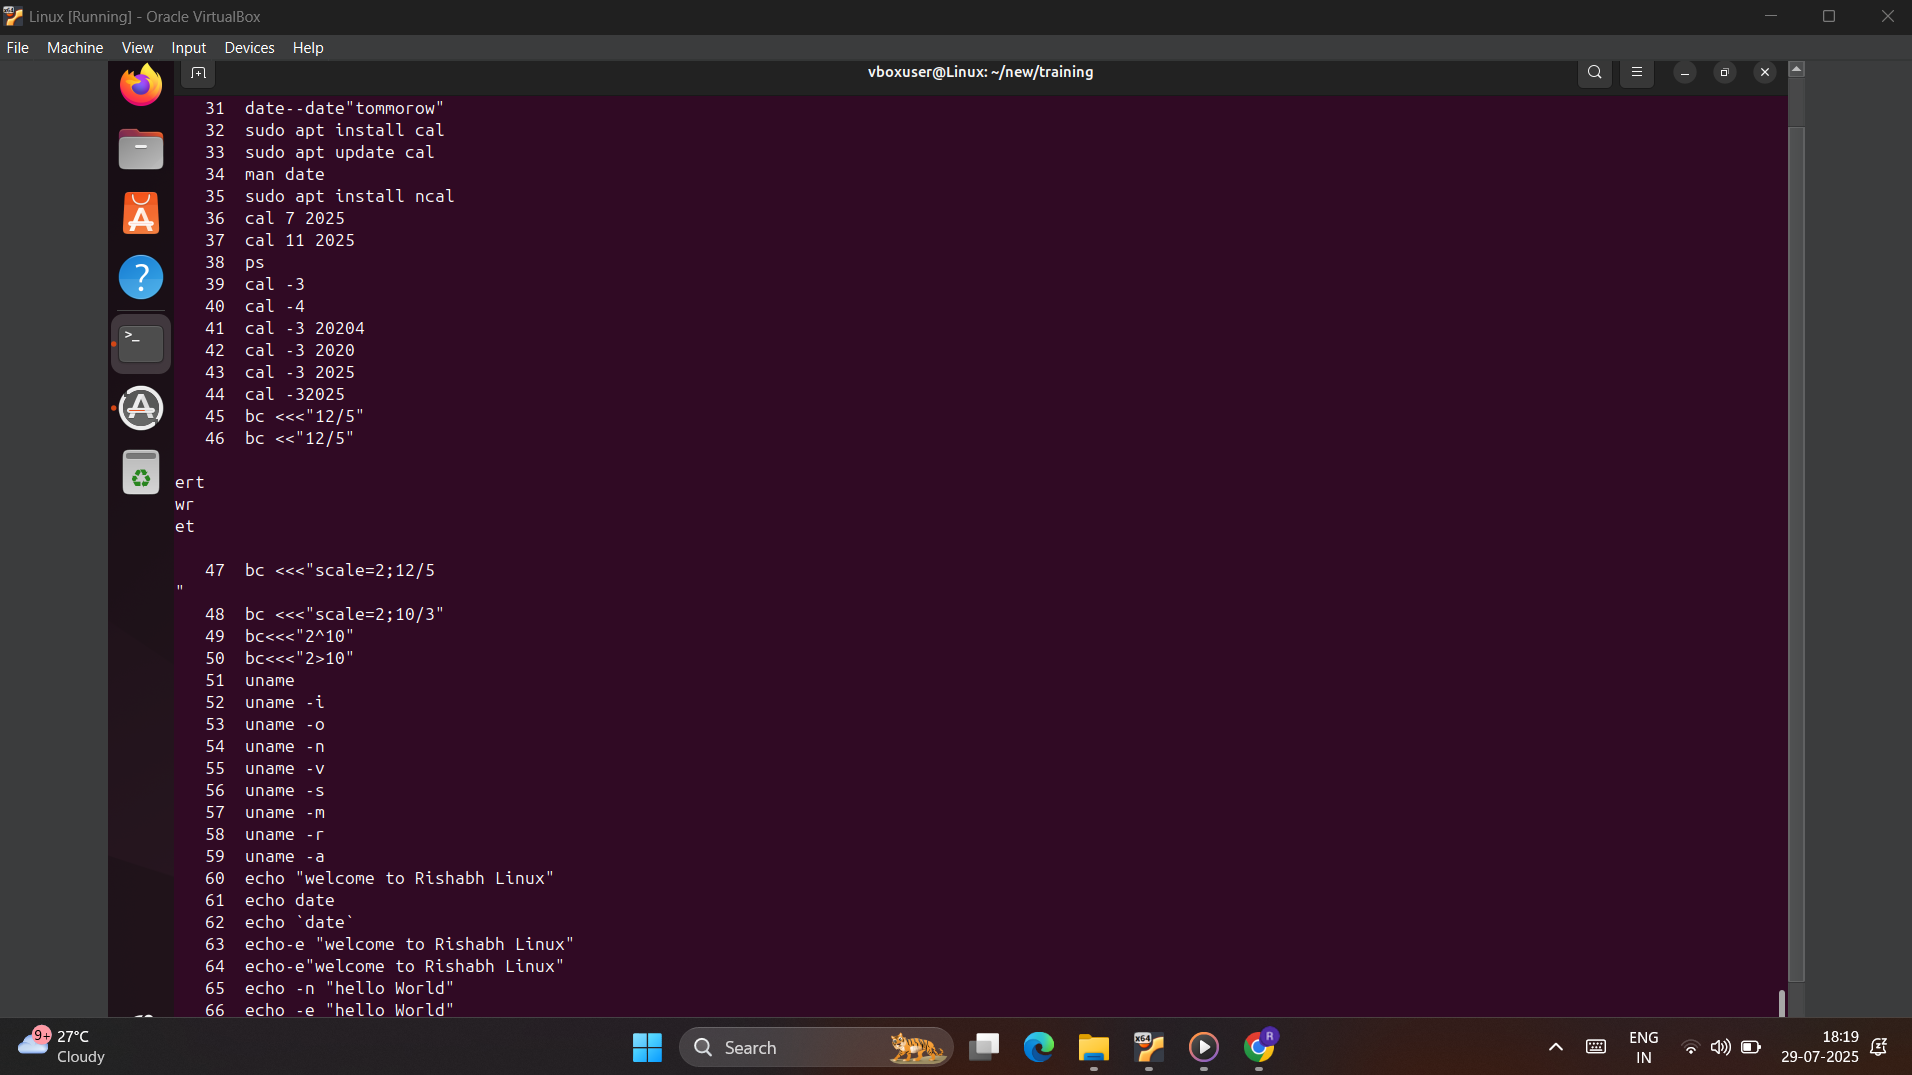 Linux [Running] - Oracle VirtualBox
File Machine View Input Devices Help
vboxuser@Linux: ~/new/training
31 date--date"tommorow"
32 sudo apt install cal
33 sudo apt update cal
34 man date
35 sudo apt install ncal
36 cal 7 2025
37 cal 11 2025
38 ps
39 cal -3
40 cal -4
41 cal -3 20204
42 cal -3 2020
43 cal -3 2025
44 cal -32025
45 bc <<<"12/5"
46 bc <<"12/5"
ert
wr
et
47 bc <<<"scale=2;12/5
"
48 bc <<<"scale=2;10/3"
49 bc<<<"2^10"
50 bc<<<"2>10"
51 uname
52 uname -i
53 uname -o
54 uname -n
55 uname -v
56 uname -s
57 uname -m
58 uname -r
59 uname -a
60 echo "welcome to Rishabh Linux"
61 echo date
62 echo `date`
63 echo-e "welcome to Rishabh Linux"
64 echo-e"welcome to Rishabh Linux"
65 echo -n "hello World"
66 echo -e "hello World"
9+
27°C
Cloudy
Search
x64
R
ENG
IN
18:19
29-07-2025